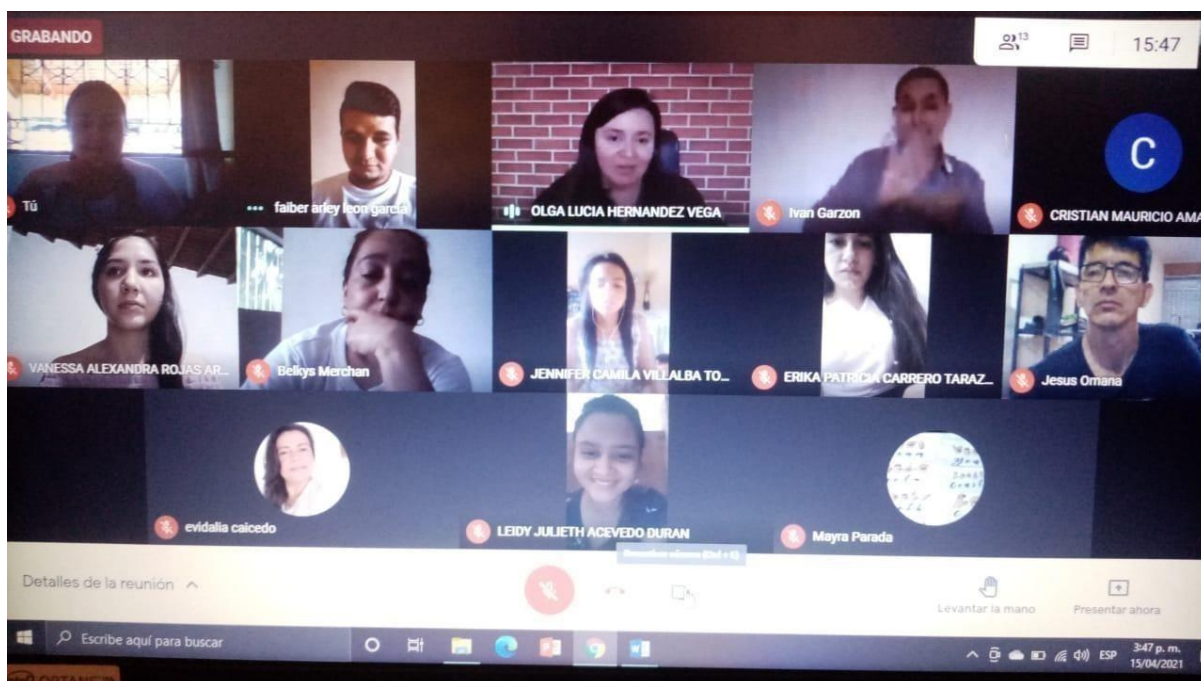 GRABANDO
13
15:47
Tú
faiber arley leon garcia
OLGA LUCIA HERNANDEZ VEGA
Ivan Garzon
C
CRISTIAN MAURICIO AMA
VANESSA ALEXANDRA ROJAS AR...
Belkys Merchan
JENNIFER CAMILA VILLALBA TO...
ERIKA PATRICIA CARRERO TARAZ...
Jesus Omana
evidalia caicedo
LEIDY JULIETH ACEVEDO DURAN
Mayra Parada
Detalles de la reunión
Levantar la mano
Presentar ahora
Escribe aquí para buscar
ESP
3:47 p. m.
15/04/2021